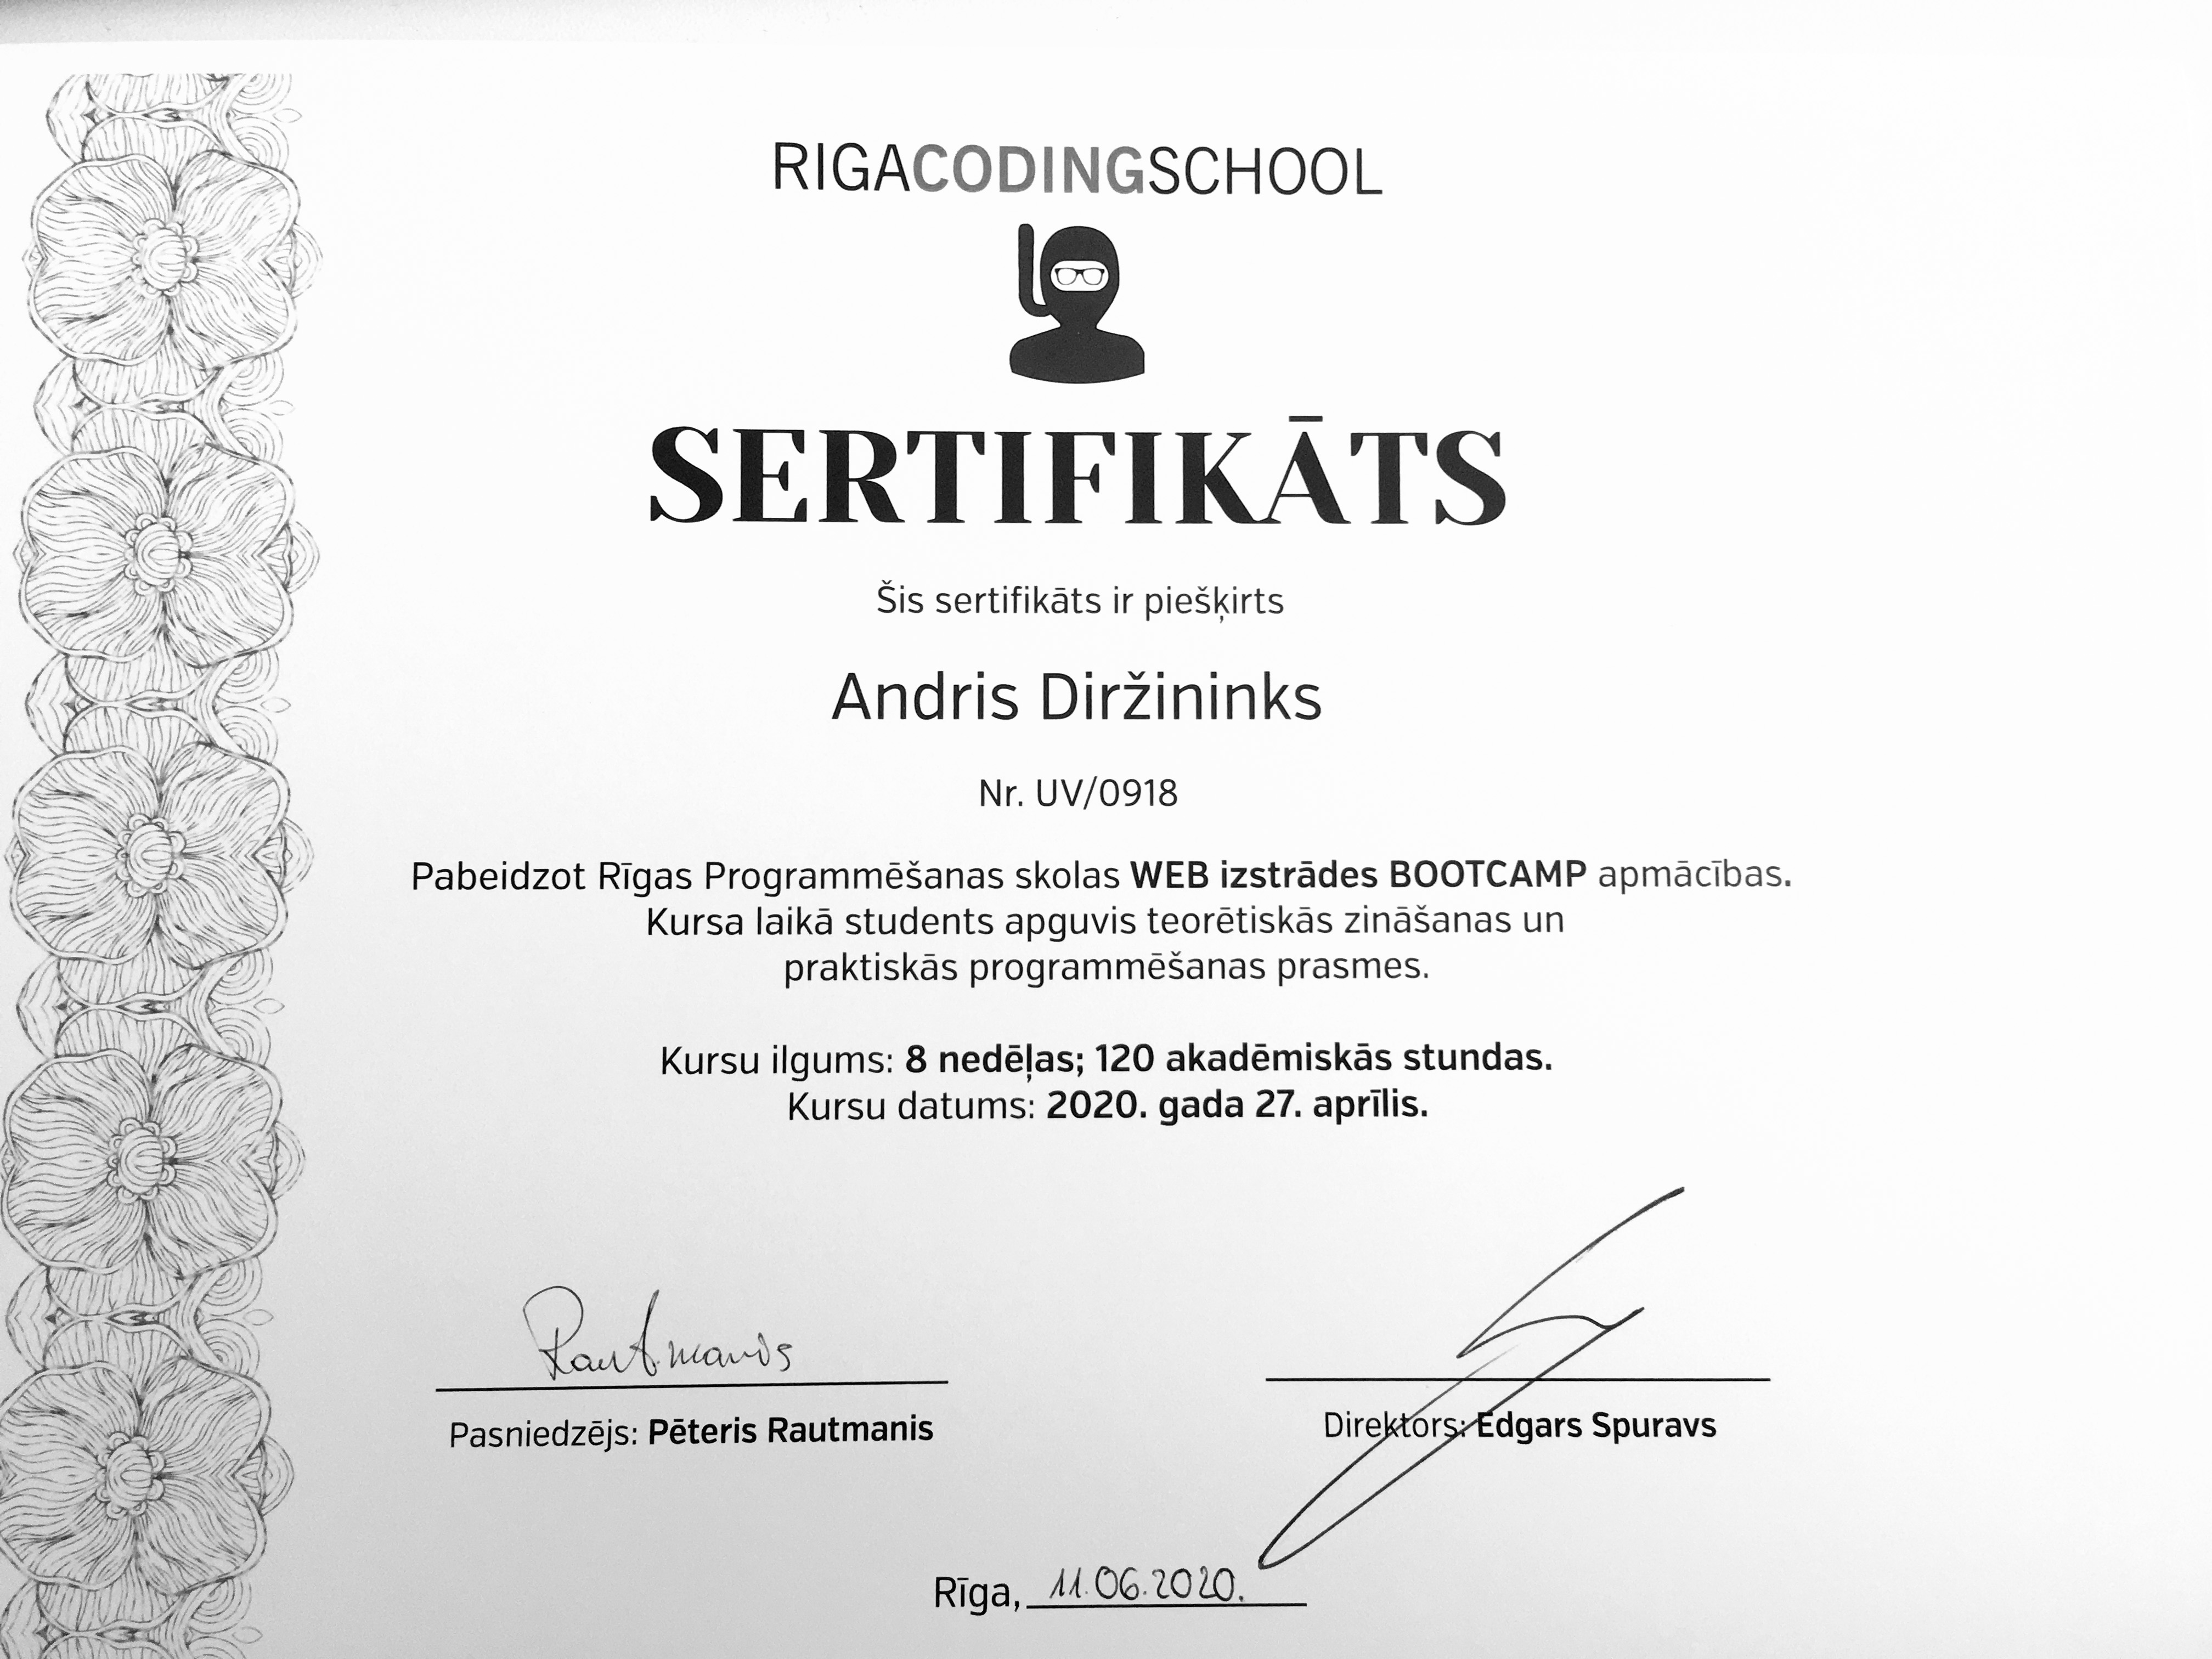 RIGACODINGSCHOOL
SERTIFIKĀTS
Šis sertifikāts ir piešķirts
Andris Diržininks
Nr. UV/0918
Pabeidzot Rīgas Programmēšanas skolas WEB izstrādes BOOTCAMP apmācības.
Kursa laikā students apguvis teorētiskās zināšanas un
praktiskās programmēšanas prasmes.
Kursu ilgums: 8 nedēļas; 120 akadēmiskās stundas.
Kursu datums: 2020. gada 27. aprīlis.
Rautmanis
Pasniedzējs: Pēteris Rautmanis
Direktors: Edgars Spuravs
Rīga, 11.06.2020.